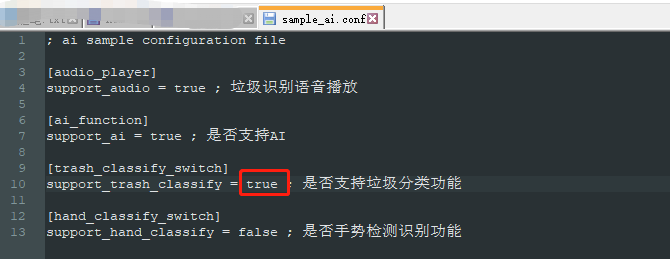 sample_ai.conf
1 ; ai sample configuration file
2
3 [audio_player]
4 support_audio = true ; 垃圾识别语音播放
5
6 [ai_function]
7 support_ai = true ; 是否支持AI
8
9 [trash_classify_switch]
10 support_trash_classify = true ; 是否支持垃圾分类功能
11
12 [hand_classify_switch]
13 support_hand_classify = false ; 是否手势检测识别功能